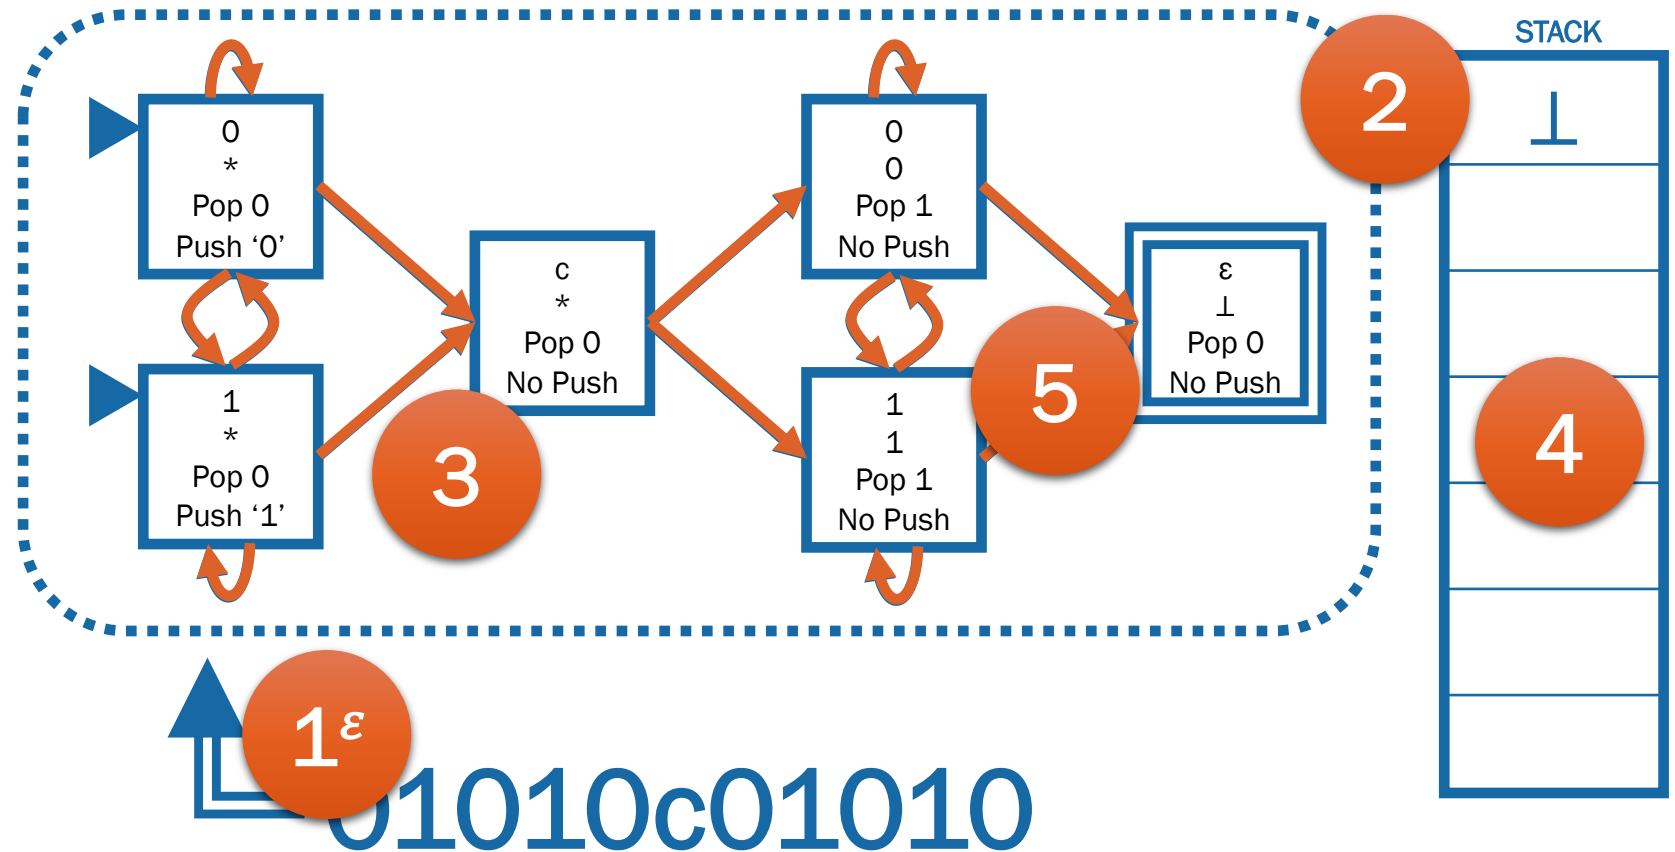 STACK
2
⊥
0
*
Pop 0
Push ‘0’
0
0
Pop 1
No Push
c
*
Pop 0
No Push
ε
⊥
Pop 0
No Push
1
*
Pop 0
Push ‘1’
3
1
1
Pop 1
No Push
5
4
1ε
01010c01010